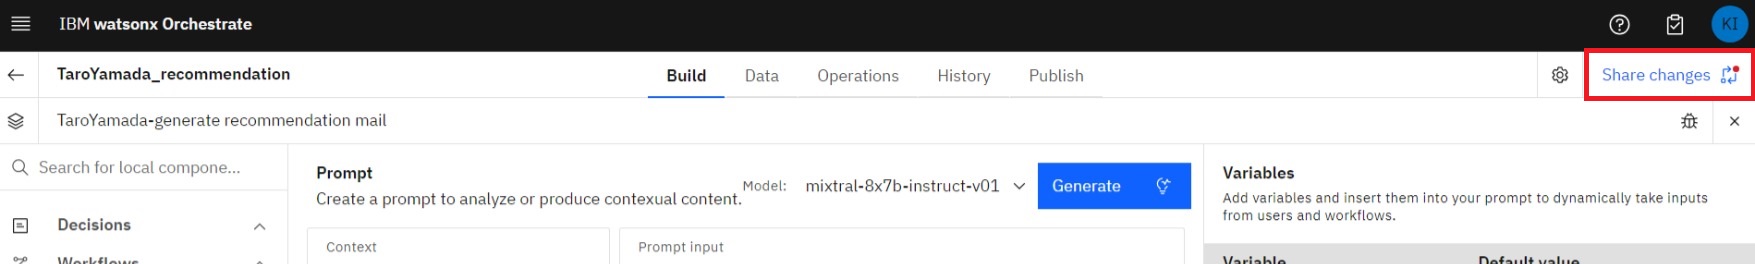 IBM watsonx Orchestrate
KI
TaroYamada_recommendation
Build
Data
Operations
History
Publish
Share changes
TaroYamada-generate recommendation mail
Search for local compone...
Prompt
Create a prompt to analyze or produce contexual content.
Model:
mixtral-8x7b-instruct-v01
Generate
Variables
Add variables and insert them into your prompt to dynamically take inputs
from users and workflows.
Decisions
Context
Prompt input
Workflows
Variable
Default value